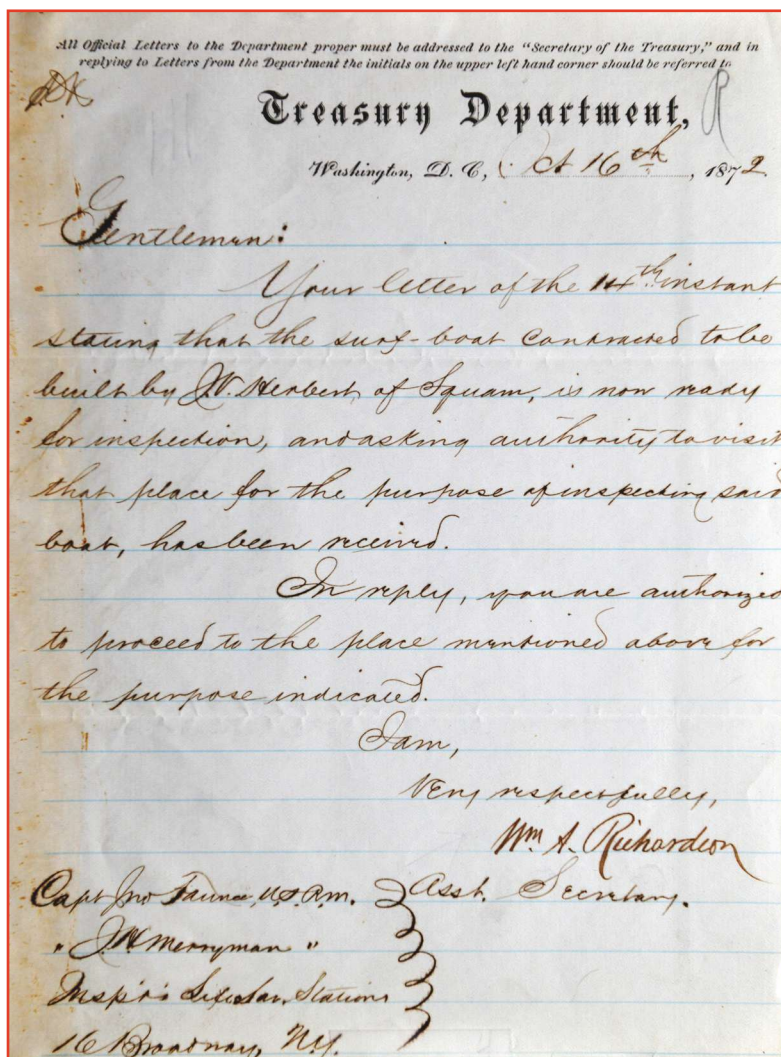 All Official Letters to the Department proper must be addressed to the "Secretary of the Treasury," and in
replying to Letters from the Department the initials on the upper left hand corner should be referred to
Treasury Department,
R
Washington, D. C., Oct 16th, 1872
Gentlemen:
Your letter of the 14th instant
stating that the surf-boat contracted to be
built by J.W. Herbert of Squam, is now ready
for inspection, and asking authority to visit
that place for the purpose of inspecting said
boat, has been received.
In reply, you are authorized
to proceed to the place mentioned above for
the purpose indicated.
I am,
Very respectfully,
Wm A. Richardson
Asst. Secretary.
Capt Jno Faunce, U.S.R.M.
" J.H. Merryman "
Insp'r's Life Sav. Stations
16 Broadway, N.Y.